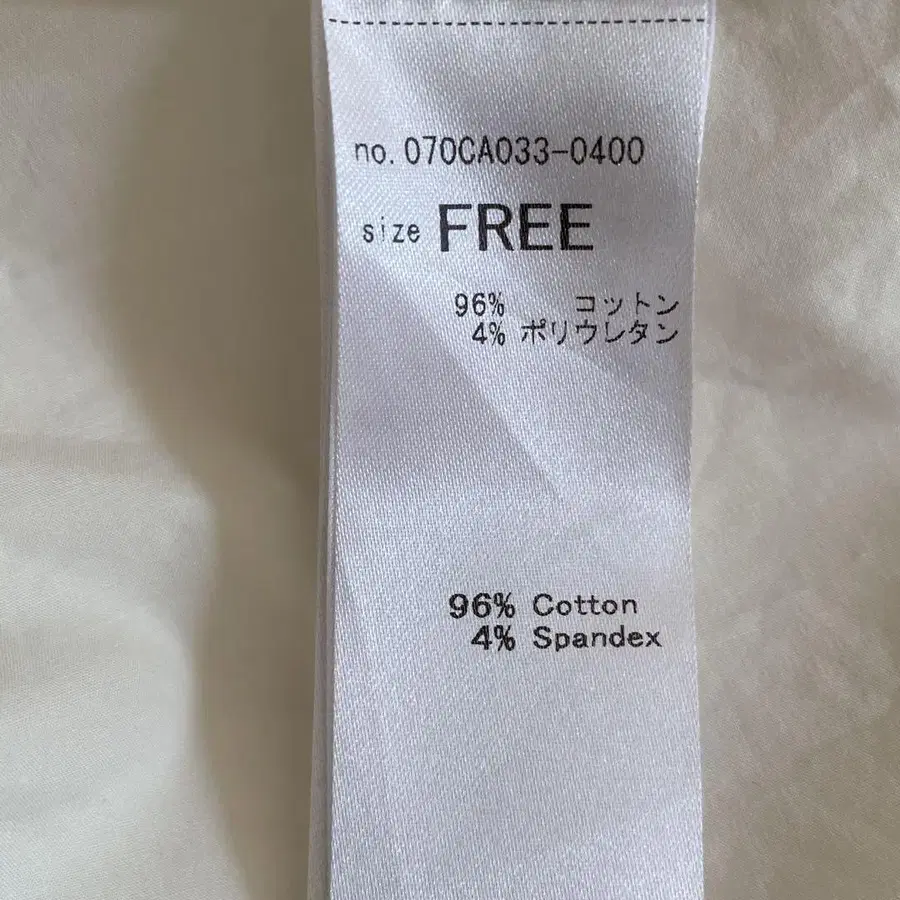 no.070CA033-0400
size FREE
96% コットン
4% ポリウレタン
96% Cotton
4% Spandex